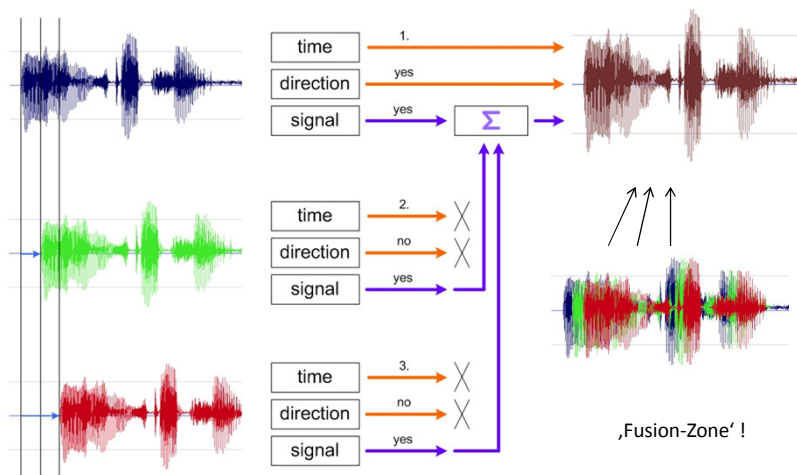 time 1.
direction yes
signal yes Σ
time 2.
direction no
signal yes
time 3.
direction no
signal yes
‚Fusion-Zone‘ !